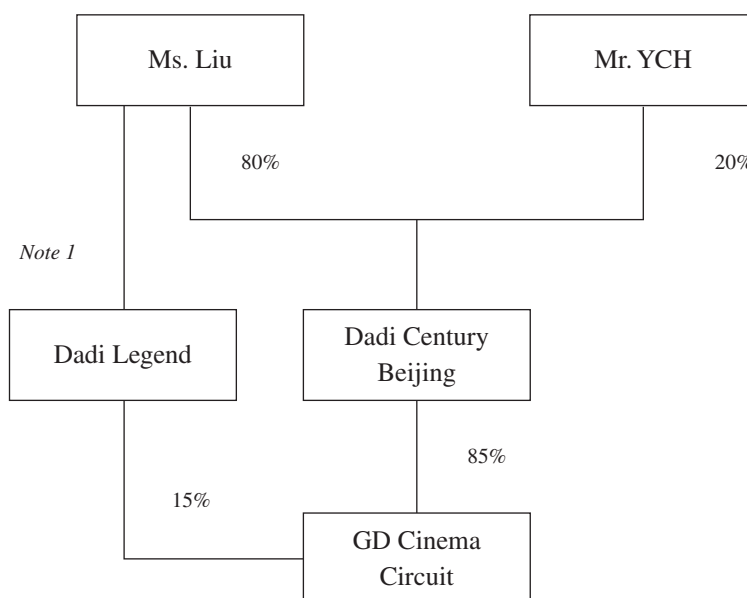 Ms. Liu
Mr. YCH
80%
20%
Note 1
Dadi Legend
Dadi Century
Beijing
85%
15%
GD Cinema
Circuit